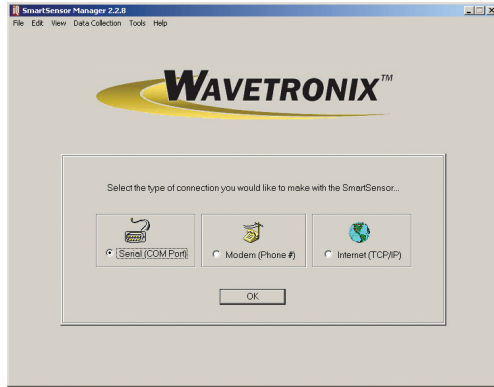 SmartSensor Manager 2.2.8
File Edit View Data Collection Tools Help
WAVETRONIX™
Select the type of connection you would like to make with the SmartSensor...
Serial (COM Port) Modem (Phone #) Internet (TCP/IP)
OK